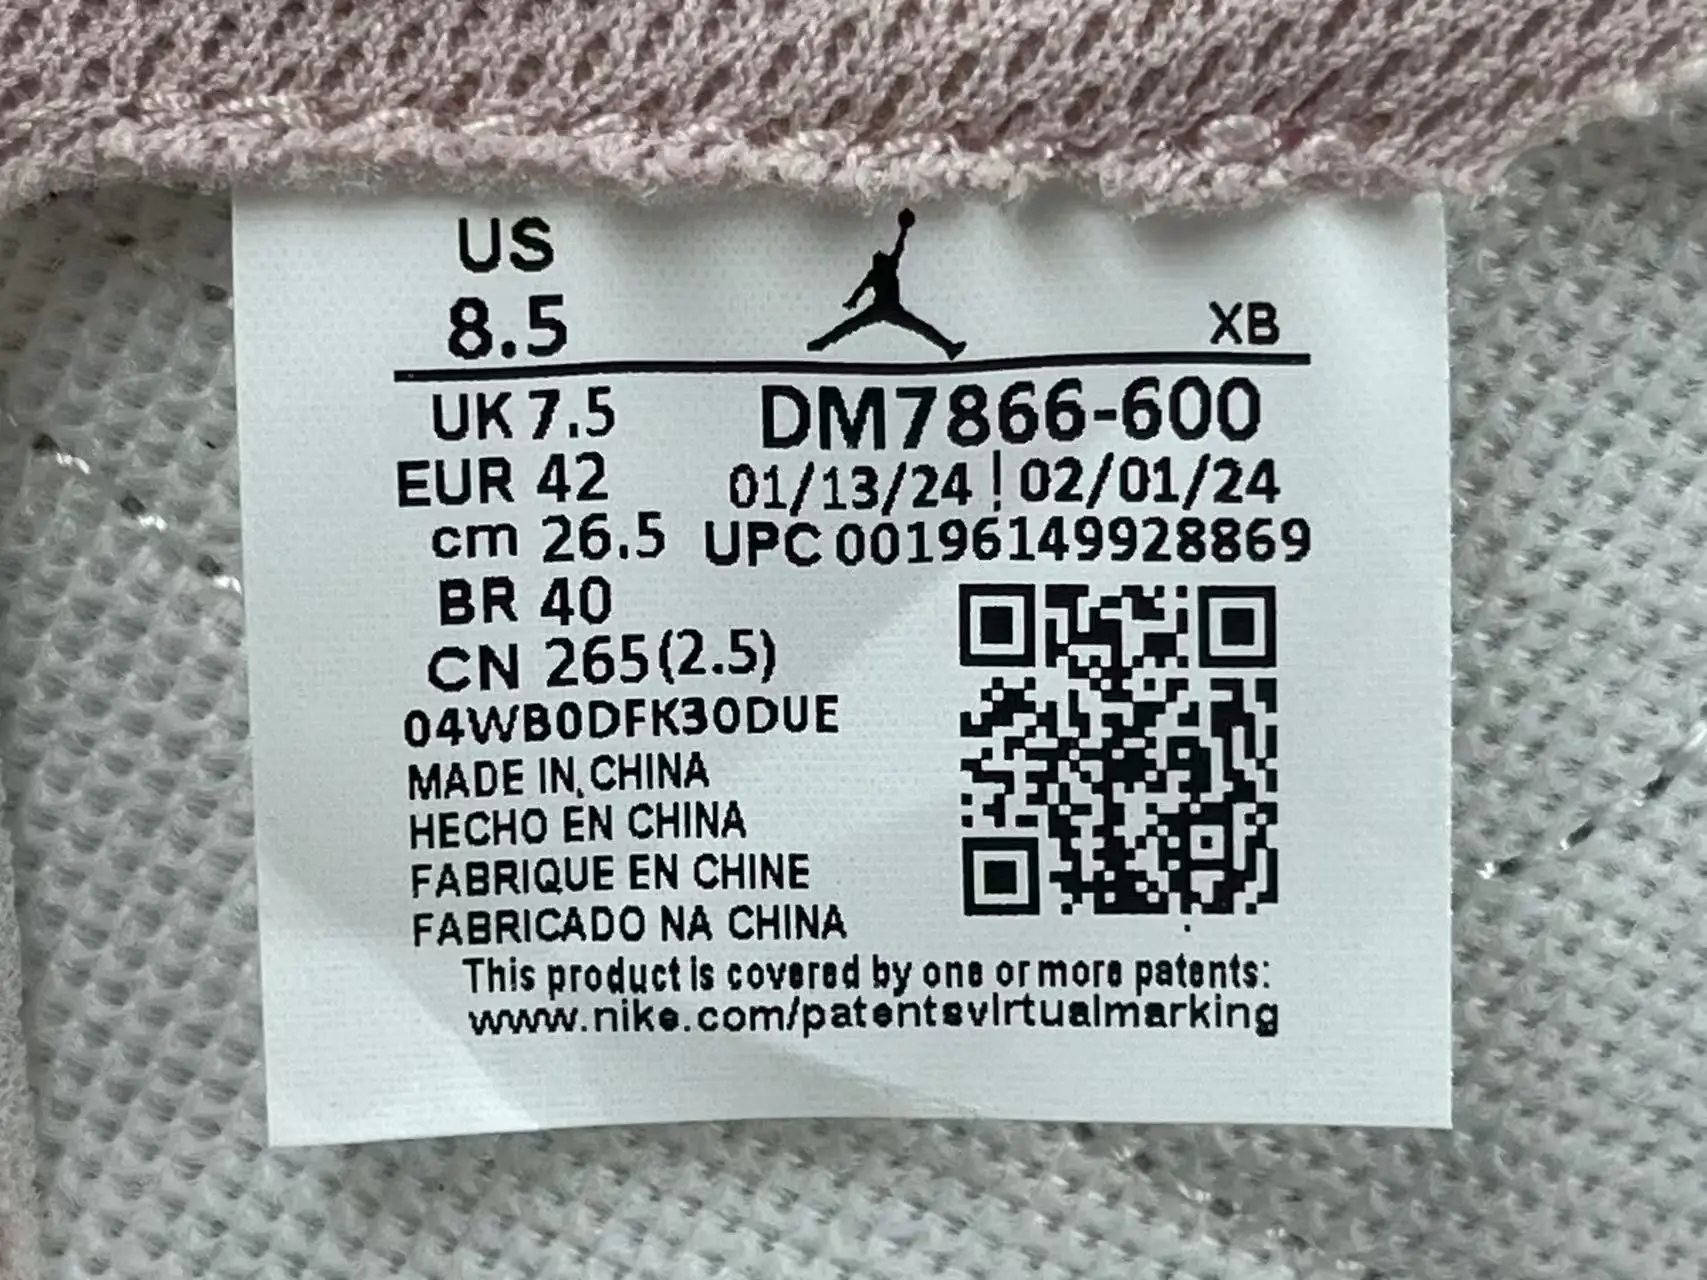 US
8.5
XB
UK 7.5
DM7866-600
EUR 42
01/13/24 | 02/01/24
cm 26.5
UPC 00196149928869
BR 40
CN 265(2.5)
04WB0DFK30DUE
MADE IN CHINA
HECHO EN CHINA
FABRIQUE EN CHINE
FABRICADO NA CHINA
This product is covered by one or more patents:
www.nike.com/patentsvirtualmarking